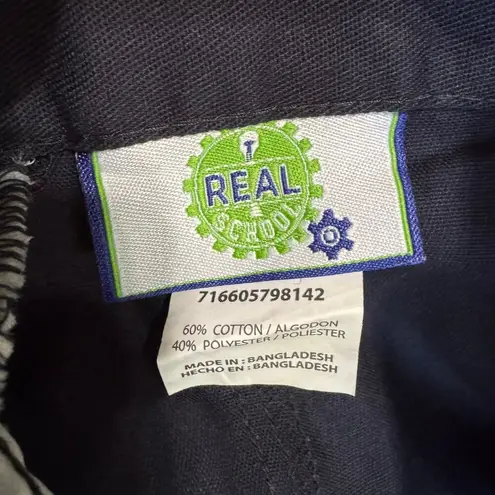 REAL
SCHOOL
716605798142
60% COTTON / ALGODON
40% POLYESTER / POLIESTER
MADE IN : BANGLADESH
HECHO EN : BANGLADESH